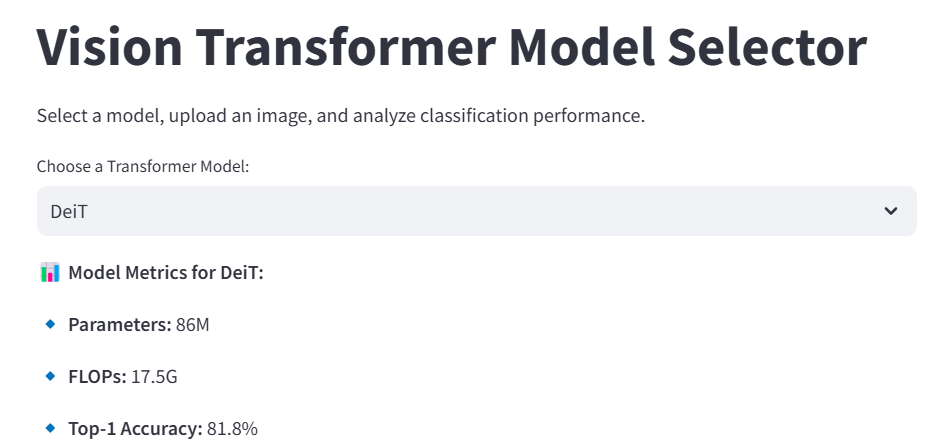 Vision Transformer Model Selector
Select a model, upload an image, and analyze classification performance.
Choose a Transformer Model:
DeiT
Model Metrics for DeiT:
Parameters: 86M
FLOPs: 17.5G
Top-1 Accuracy: 81.8%